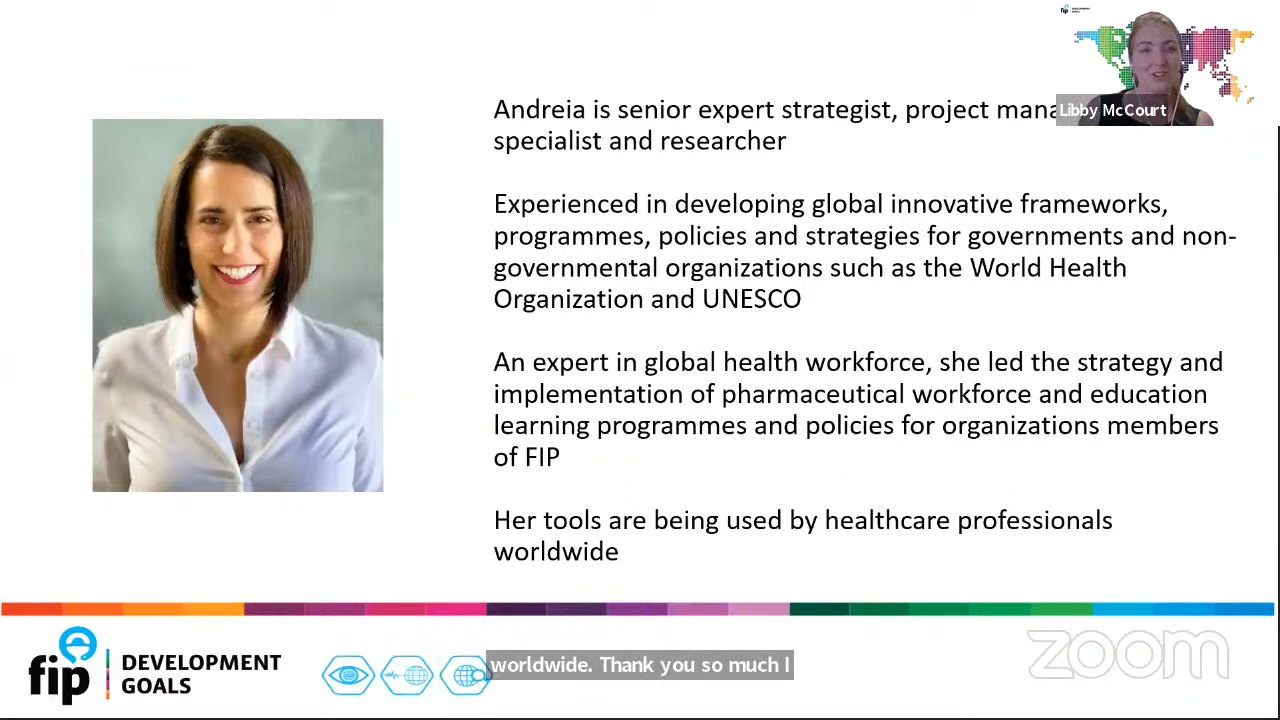 Andreia is senior expert strategist, project mana
Libby McCourt
specialist and researcher
Experienced in developing global innovative frameworks,
programmes, policies and strategies for governments and non-
governmental organizations such as the World Health
Organization and UNESCO
An expert in global health workforce, she led the strategy and
implementation of pharmaceutical workforce and education
learning programmes and policies for organizations members
of FIP
Her tools are being used by healthcare professionals
worldwide
fip
DEVELOPMENT
GOALS
worldwide. Thank you so much I
zoom